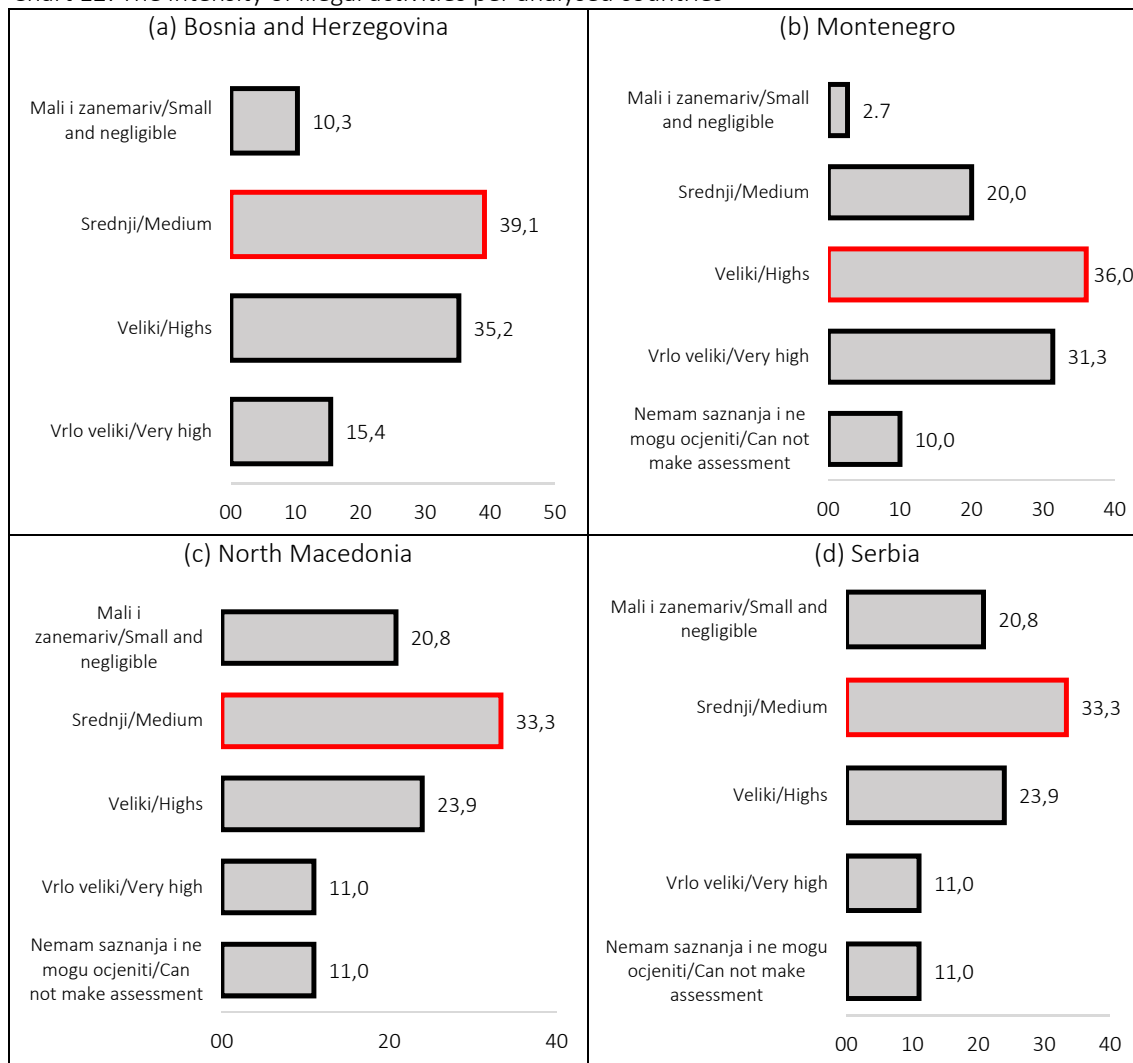 (a) Bosnia and Herzegovina
Mali i zanemariv/Small
and negligible
10,3
Srednji/Medium
39,1
Veliki/Highs
35,2
Vrlo veliki/Very high
15,4
00 10 20 30 40 50
(b) Montenegro
Mali i zanemariv/Small
and negligible
2.7
Srednji/Medium
20,0
Veliki/Highs
36,0
Vrlo veliki/Very high
31,3
Nemam saznanja i ne
mogu ocjeniti/Can not
make assessment
10,0
00 10 20 30 40
(c) North Macedonia
Mali i
zanemariv/Small and
negligible
20,8
Srednji/Medium
33,3
Veliki/Highs
23,9
Vrlo veliki/Very high
11,0
Nemam saznanja i ne
mogu ocjeniti/Can
not make assessment
11,0
00 20 40
(d) Serbia
Mali i zanemariv/Small and
negligible
20,8
Srednji/Medium
33,3
Veliki/Highs
23,9
Vrlo veliki/Very high
11,0
Nemam saznanja i ne mogu
ocjeniti/Can not make
assessment
11,0
00 10 20 30 40